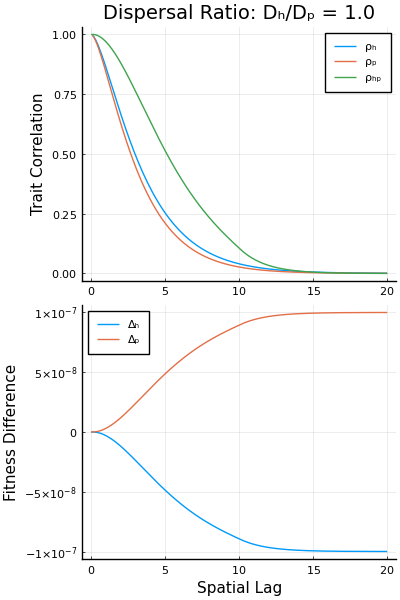 Dispersal Ratio: Dₕ/Dₚ = 1.0
Trait Correlation
1.00
0.75
0.50
0.25
0.00
0 5 10 15 20
ρₕ
ρₚ
ρₕₚ
Fitness Difference
1×10⁻⁷
5×10⁻⁸
0
−5×10⁻⁸
−1×10⁻⁷
0 5 10 15 20
Δₕ
Δₚ
Spatial Lag